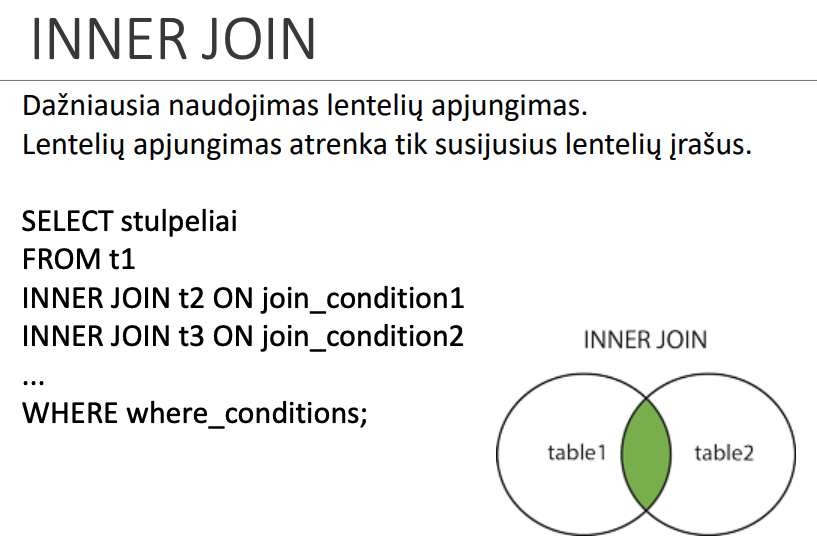 INNER JOIN
Dažniausia naudojimas lentelių apjungimas.
Lentelių apjungimas atrenka tik susijusius lentelių įrašus.
SELECT stulpeliai
FROM t1
INNER JOIN t2 ON join_condition1
INNER JOIN t3 ON join_condition2
...
WHERE where_conditions;
INNER JOIN
table1 table2